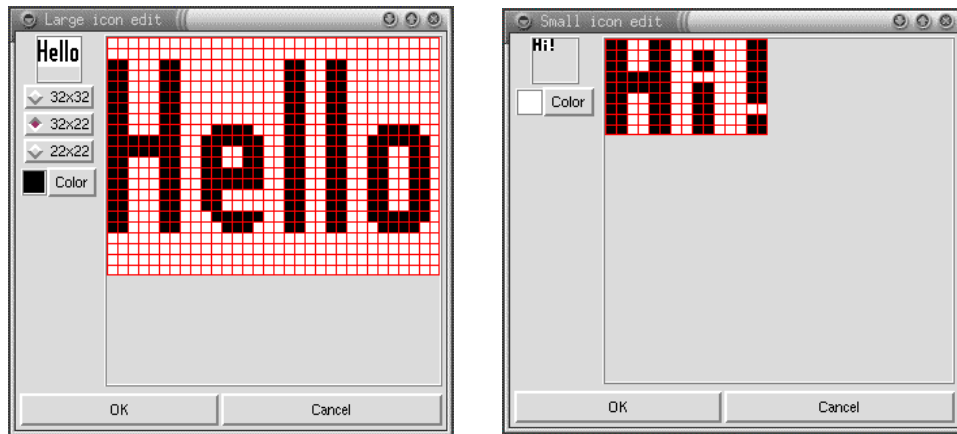 Large icon edit
Hello
32x32
32x22
22x22
Color
Hello
OK
Cancel
Small icon edit
Hi!
Color
Hi!
OK
Cancel